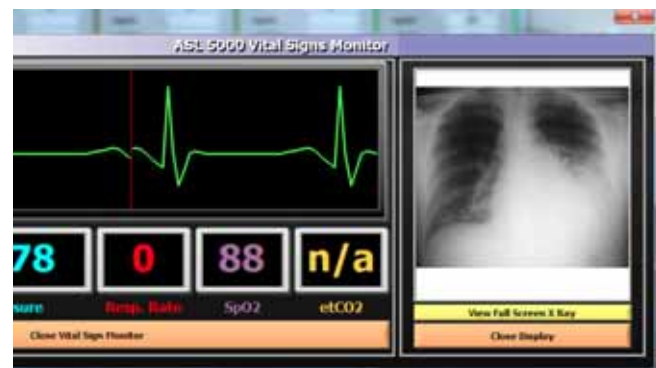 ASL 5000 Vital Signs Monitor
78
0
88
n/a
sure
Resp. Rate
SpO2
etCO2
Close Vital Sign Monitor
View Full Screen X Ray
Close Display